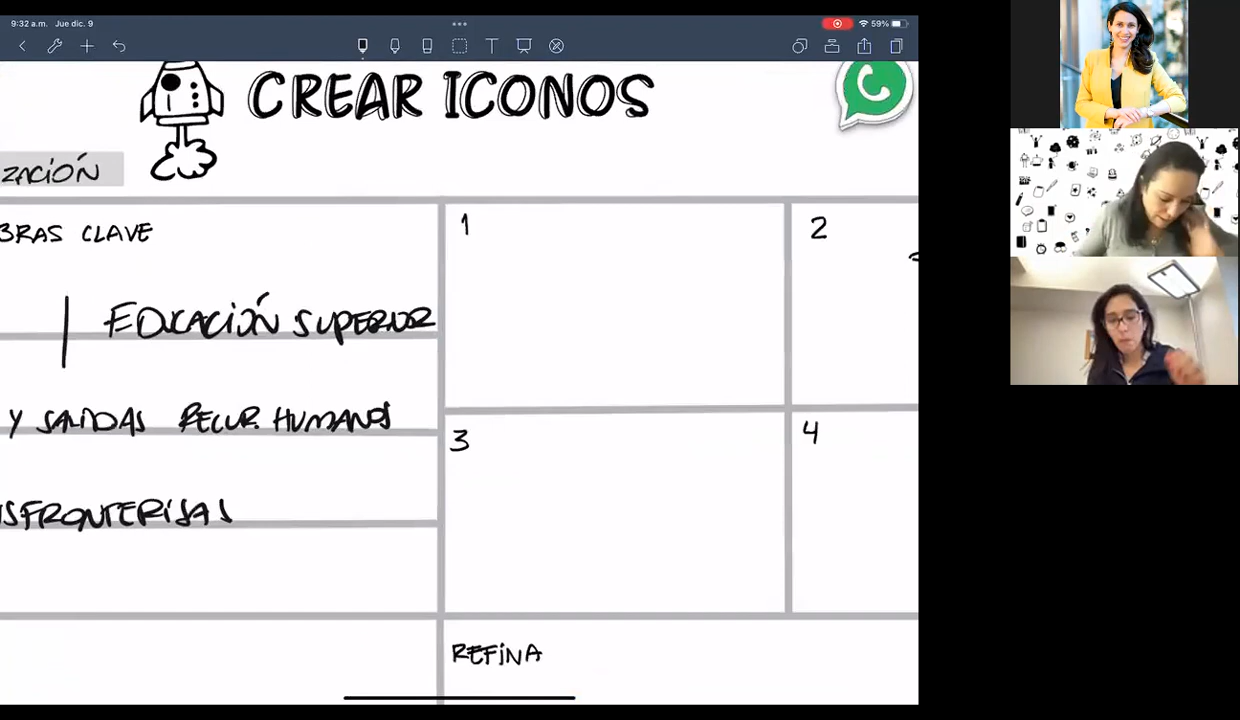 9:32 a.m. Jue dic. 9
59%
CREAR ICONOS
ZACIÓN
BRAS CLAVE
EDUCACIÓN SUPERIOR
Y SALIDAS RECUR. HUMANOS
SFRONTERISAS
1
2
3
4
REFINA